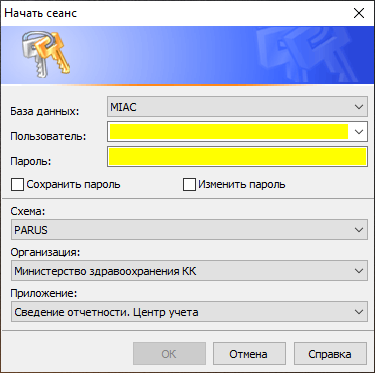 Начать сеанс
База данных: MIAC
Пользователь:
Пароль:
Сохранить пароль Изменить пароль
Схема:
PARUS
Организация:
Министерство здравоохранения КК
Приложение:
Сведение отчетности. Центр учета
OK Отмена Справка